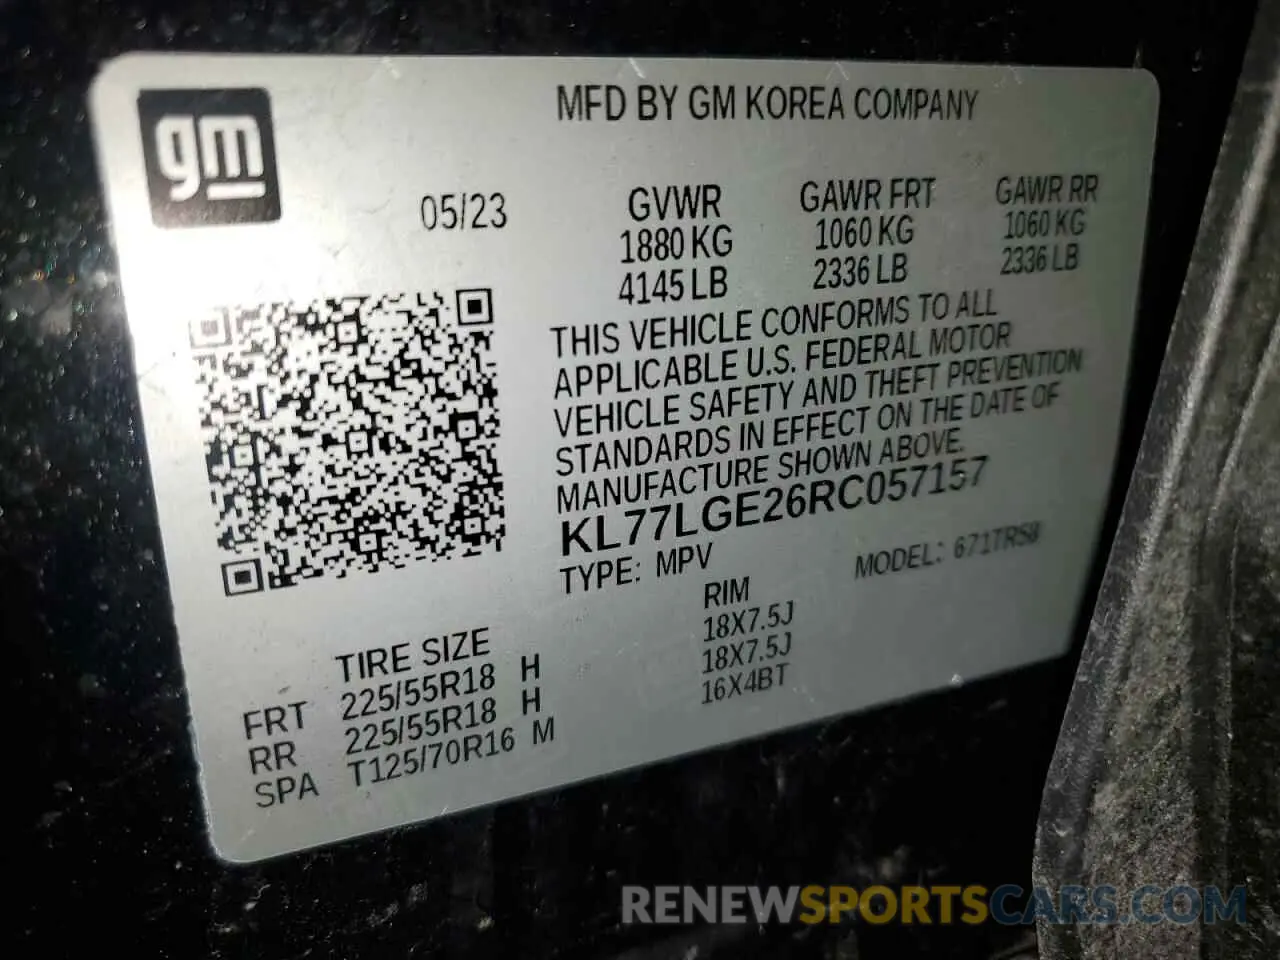 gm
MFD BY GM KOREA COMPANY
05/23
GVWR GAWR FRT GAWR RR
1880 KG 1060 KG 1060 KG
4145 LB 2336 LB 2336 LB
THIS VEHICLE CONFORMS TO ALL
APPLICABLE U.S. FEDERAL MOTOR
VEHICLE SAFETY AND THEFT PREVENTION
STANDARDS IN EFFECT ON THE DATE OF
MANUFACTURE SHOWN ABOVE.
KL77LGE26RC057157
TYPE: MPV MODEL: 671TR58
TIRE SIZE RIM
FRT 225/55R18 H 18X7.5J
RR 225/55R18 H 18X7.5J
SPA T125/70R16 M 16X4BT
RENEWSPORTSCARS.COM